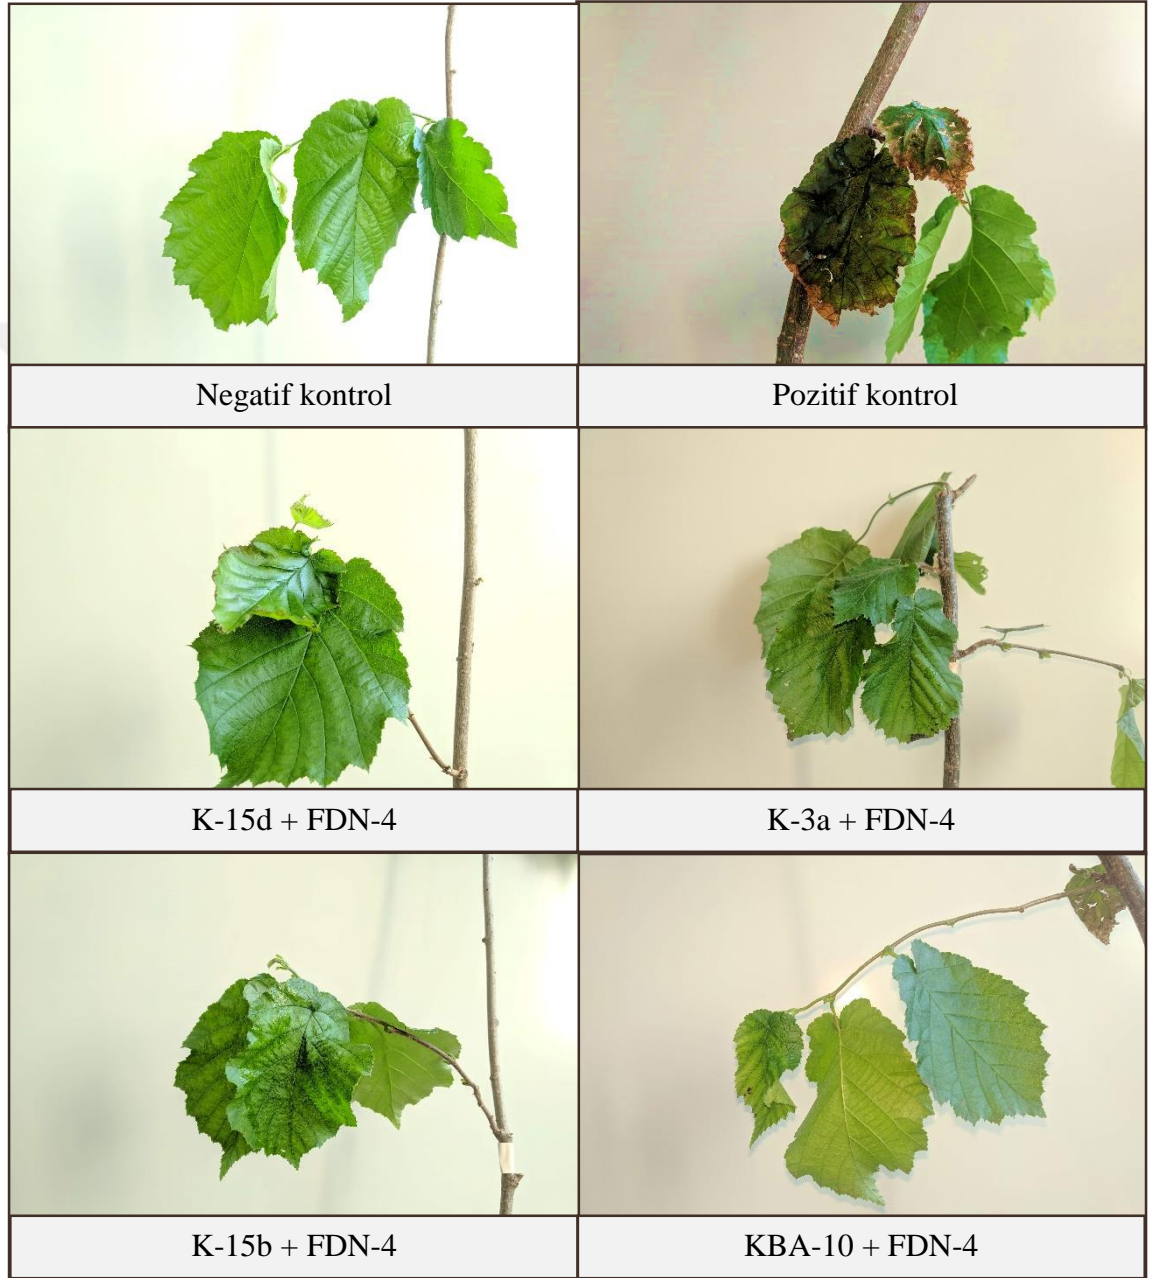 Negatif kontrol
Pozitif kontrol
K-15d + FDN-4
K-3a + FDN-4
K-15b + FDN-4
KBA-10 + FDN-4